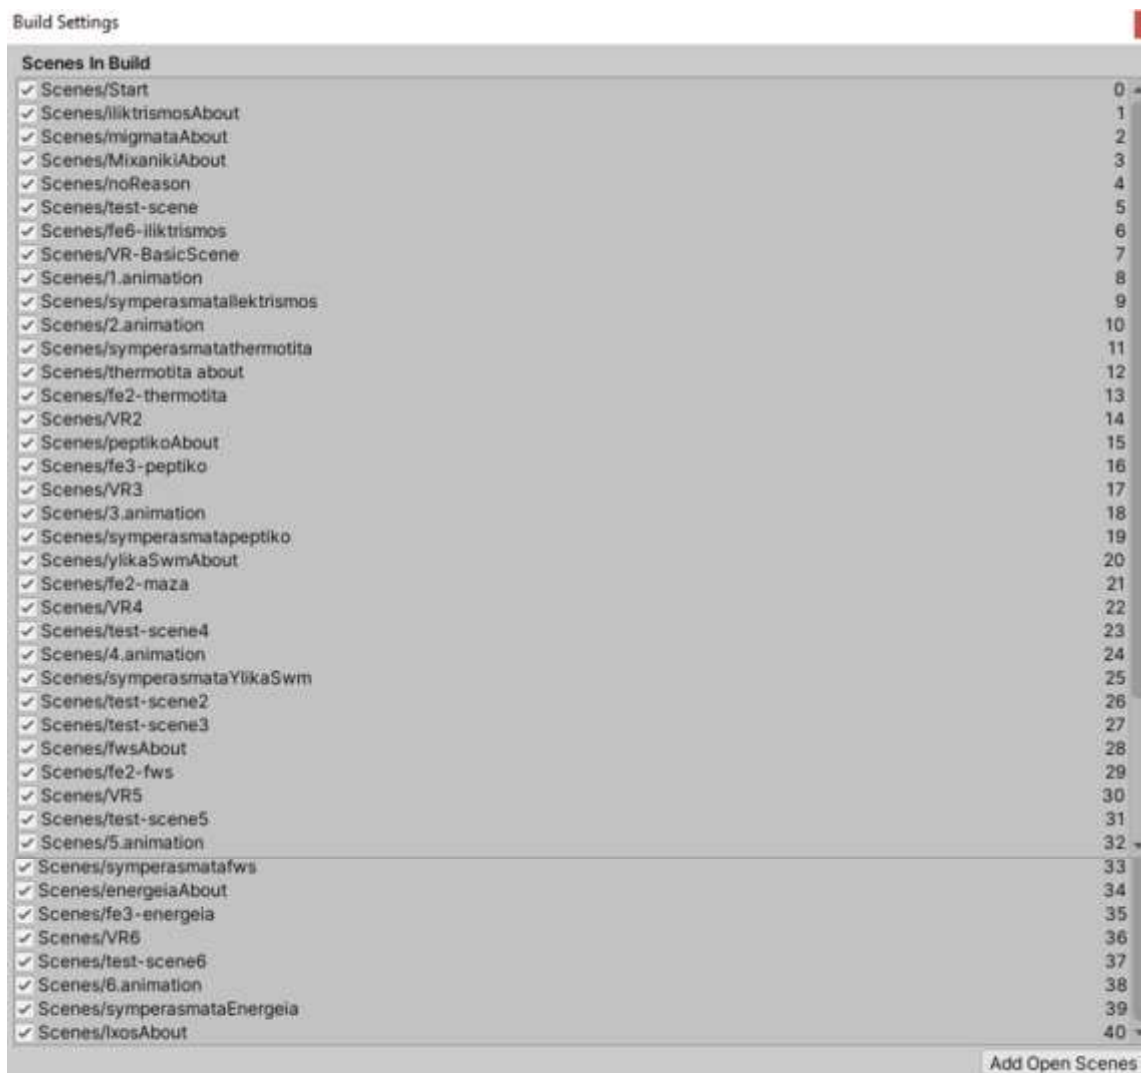 Build Settings
Scenes In Build
Scenes/Start 0
Scenes/iliktrismosAbout 1
Scenes/migmataAbout 2
Scenes/MixanikiAbout 3
Scenes/noReason 4
Scenes/test-scene 5
Scenes/fe6-iliktrismos 6
Scenes/VR-BasicScene 7
Scenes/1.animation 8
Scenes/symperasmataIlektrismos 9
Scenes/2.animation 10
Scenes/symperasmatathermotita 11
Scenes/thermotita about 12
Scenes/fe2-thermotita 13
Scenes/VR2 14
Scenes/peptikoAbout 15
Scenes/fe3-peptiko 16
Scenes/VR3 17
Scenes/3.animation 18
Scenes/symperasmatapeptiko 19
Scenes/ylikaSwmAbout 20
Scenes/fe2-maza 21
Scenes/VR4 22
Scenes/test-scene4 23
Scenes/4.animation 24
Scenes/symperasmataYlikaSwm 25
Scenes/test-scene2 26
Scenes/test-scene3 27
Scenes/fwsAbout 28
Scenes/fe2-fws 29
Scenes/VR5 30
Scenes/test-scene5 31
Scenes/5.animation 32
Scenes/symperasmatafws 33
Scenes/energeiaAbout 34
Scenes/fe3-energeia 35
Scenes/VR6 36
Scenes/test-scene6 37
Scenes/6.animation 38
Scenes/symperasmataEnergeia 39
Scenes/IxosAbout 40
Add Open Scenes